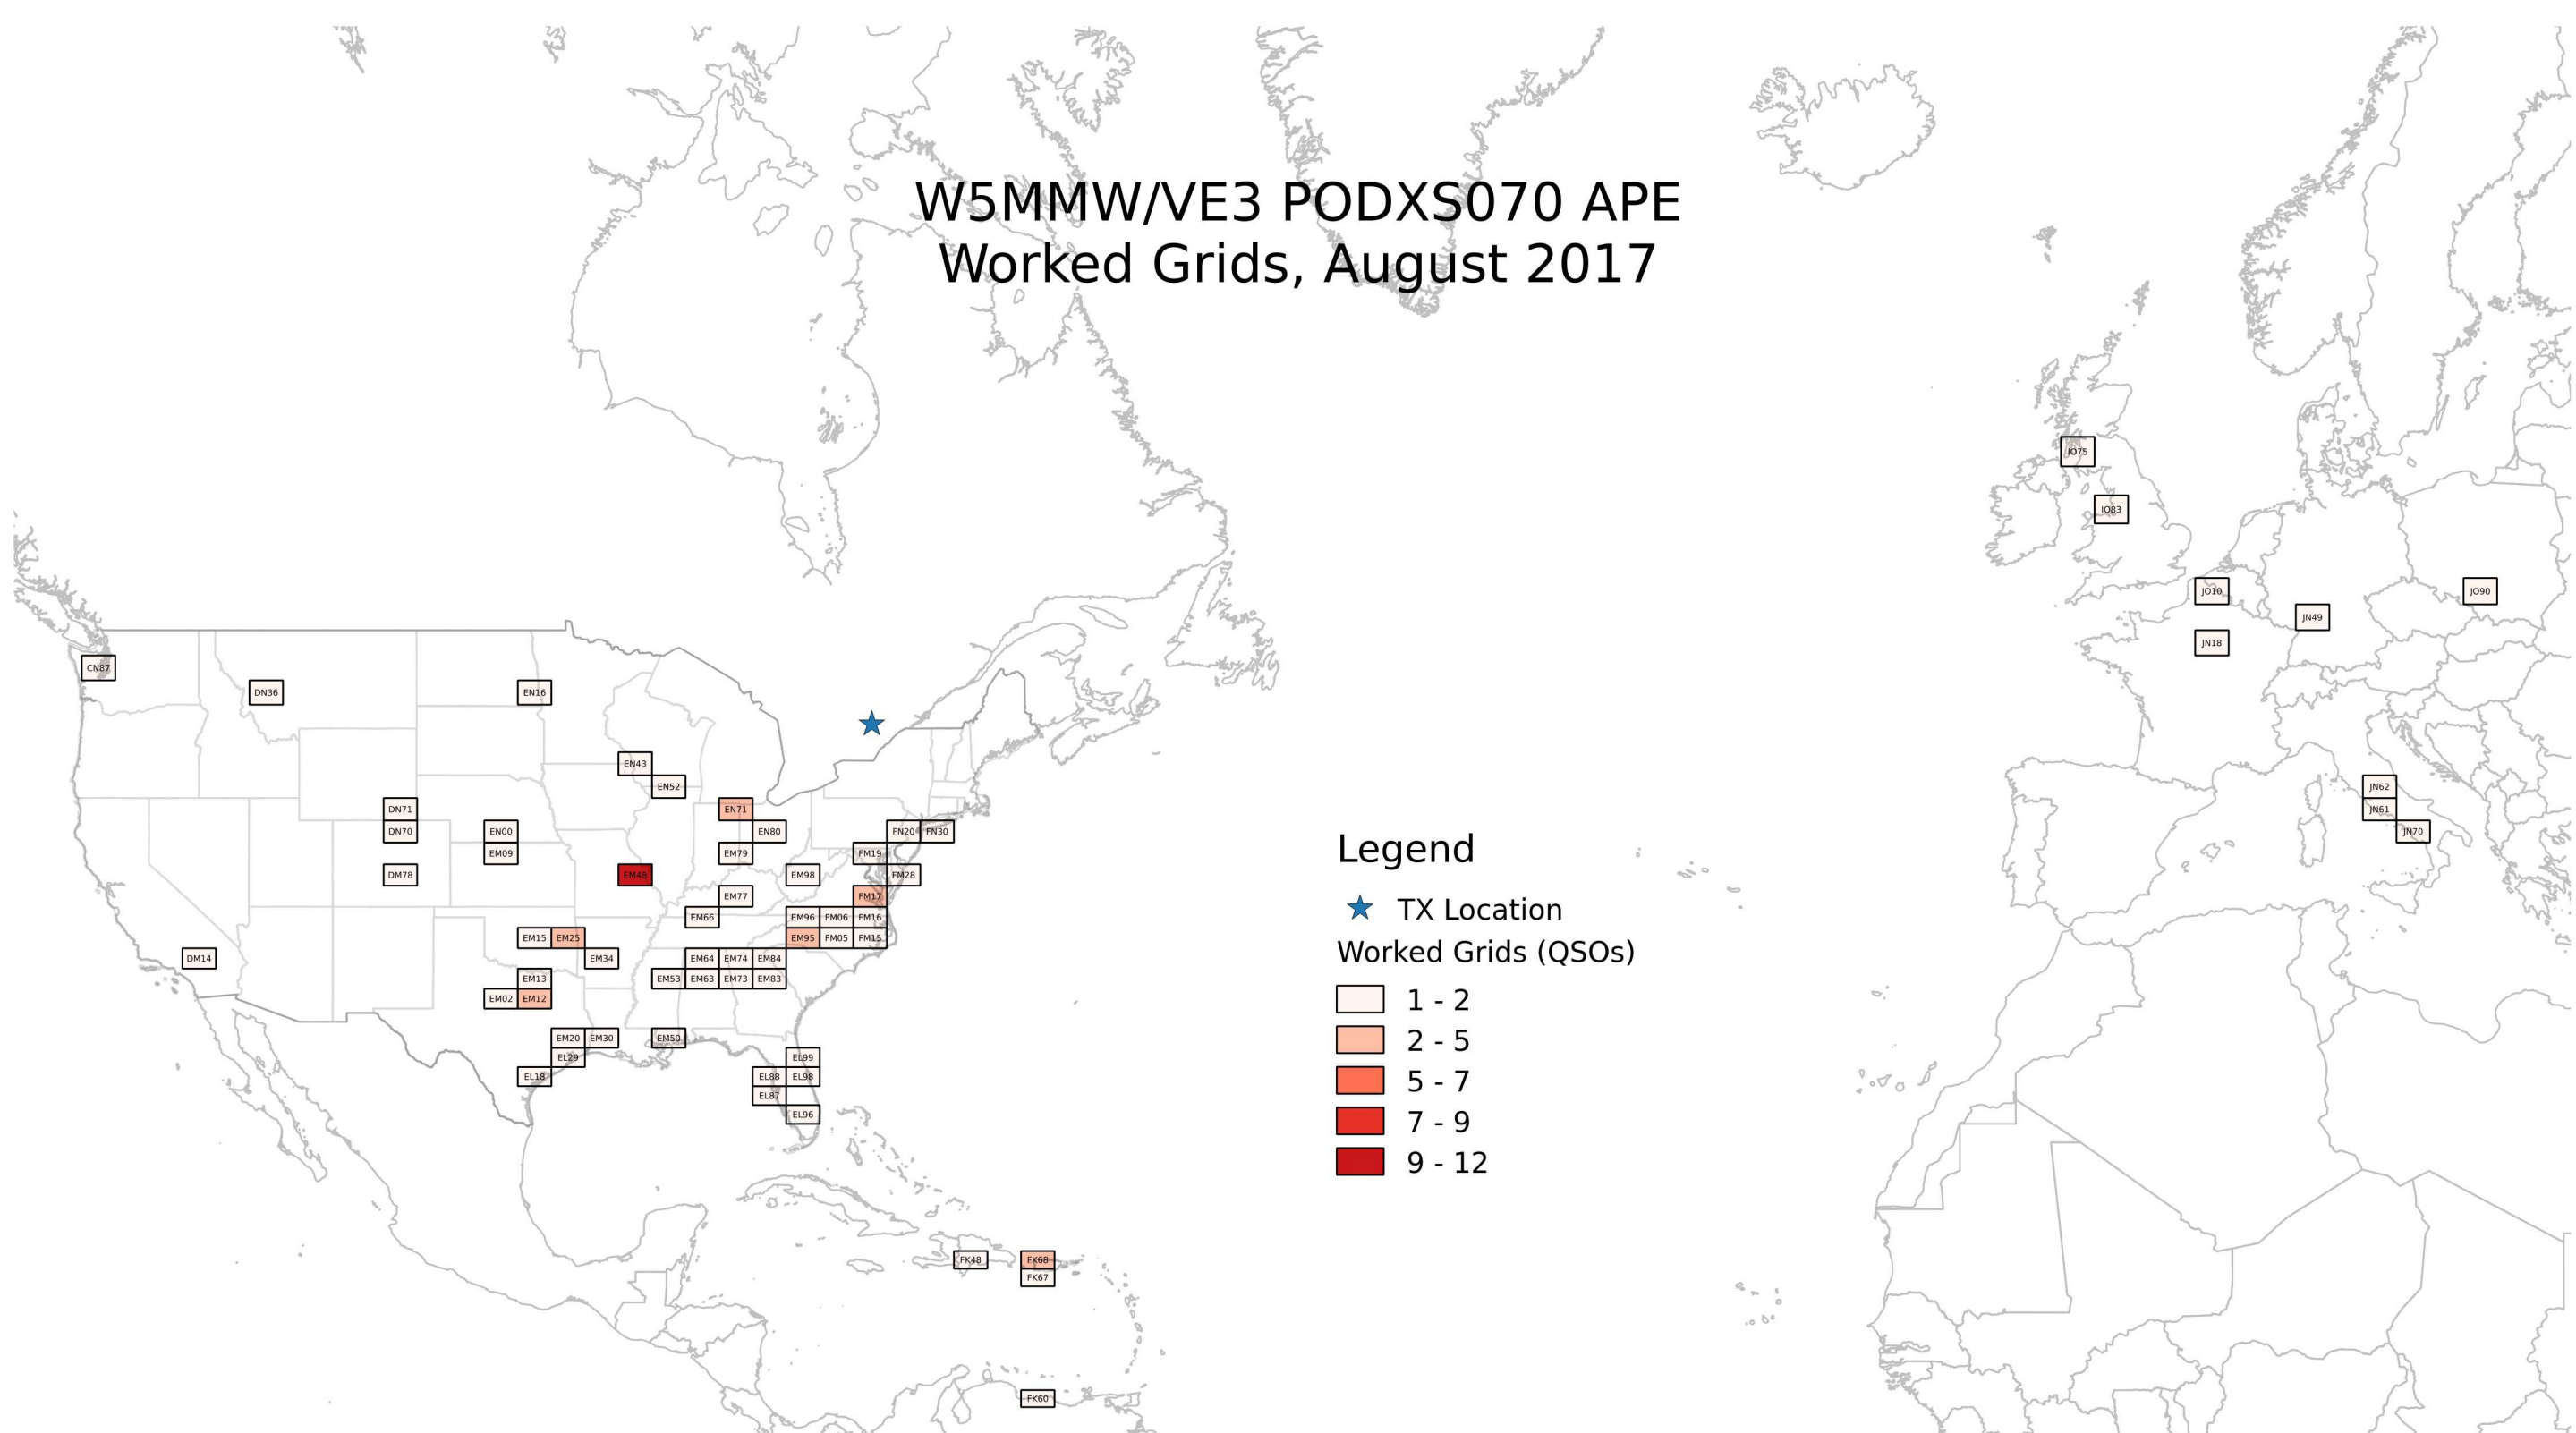 W5MMW/VE3 PODXS070 APE
Worked Grids, August 2017
IO75
IO83
JO10
JO90
JN49
JN18
CN87
DN36
EN16
EN43
EN52
JN62
DN71
EN71
JN61
DN70
EN00
EN80
FN20
FN30
JN70
EM09
EM79
FM19
Legend
DM78
EM48
EM98
FM28
EM77
FM17
TX Location
EM66
EM96
FM06
FM16
EM15
EM25
EM95
FM05
FM15
Worked Grids (QSOs)
DM14
EM34
EM64
EM74
EM84
EM13
EM53
EM63
EM73
EM83
EM02
EM12
1 - 2
EM20
EM30
EM50
2 - 5
EL29
EL99
EL18
EL88
EL98
5 - 7
EL87
EL96
7 - 9
9 - 12
FK48
FK68
FK67
FK60